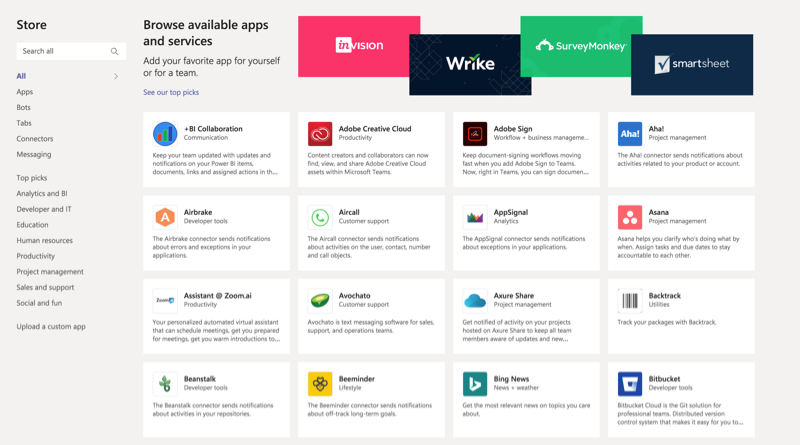 Store
Search all
All
Apps
Bots
Tabs
Connectors
Messaging
Top picks
Analytics and BI
Developer and IT
Education
Human resources
Productivity
Project management
Sales and support
Social and fun
Upload a custom app
Browse available apps
and services
Add your favorite app for yourself
or for a team.
See our top picks
invision
Wrike
SurveyMonkey
smartsheet
+BI Collaboration
Communication
Keep your team updated with updates and
notifications on your Power BI items,
documents, links and assigned actions in th...
Adobe Creative Cloud
Productivity
Content creators and collaborators can now
find, view, and share Adobe Creative Cloud
assets within Microsoft Teams.
Adobe Sign
Workflow + business manageme...
Keep document-signing workflows moving
fast when you add Adobe Sign to Teams.
Now, right in Teams, you can sign documen...
Aha!
Aha!
Project management
The Aha! connector sends notifications about
activities related to your product or account.
Airbrake
Developer tools
The Airbrake connector sends notifications
about errors and exceptions in your
applications.
Aircall
Customer support
The Aircall connector sends notifications
about activities on the user, contact, number
and call objects.
AppSignal
Analytics
The AppSignal connector sends notifications
about exceptions in your applications.
Asana
Project management
Asana helps you clarify who's doing what by
when. Assign tasks and due dates to stay
accountable to each other.
Zoom.ai
Assistant @ Zoom.ai
Productivity
Your personalized automated virtual assistant
that can schedule meetings, get you prepared
for meetings, get you warm introductions to...
Avochato
Customer support
Avochato is text messaging software for sales,
support, and operations teams.
Axure Share
Project management
Get notified of activity on your projects
hosted on Axure Share to keep all team
members aware of updates and new...
Backtrack
Utilities
Track your packages with Backtrack.
Beanstalk
Developer tools
The Beanstalk connector sends notifications
about activities in your repositories.
Beeminder
Lifestyle
The Beeminder connector sends notifications
about off-track long-term goals.
Bing News
News + weather
Get the most relevant news on topics you care
about.
Bitbucket
Developer tools
Bitbucket Cloud is the Git solution for
professional teams. Distributed version
control system that makes it easy for you to...